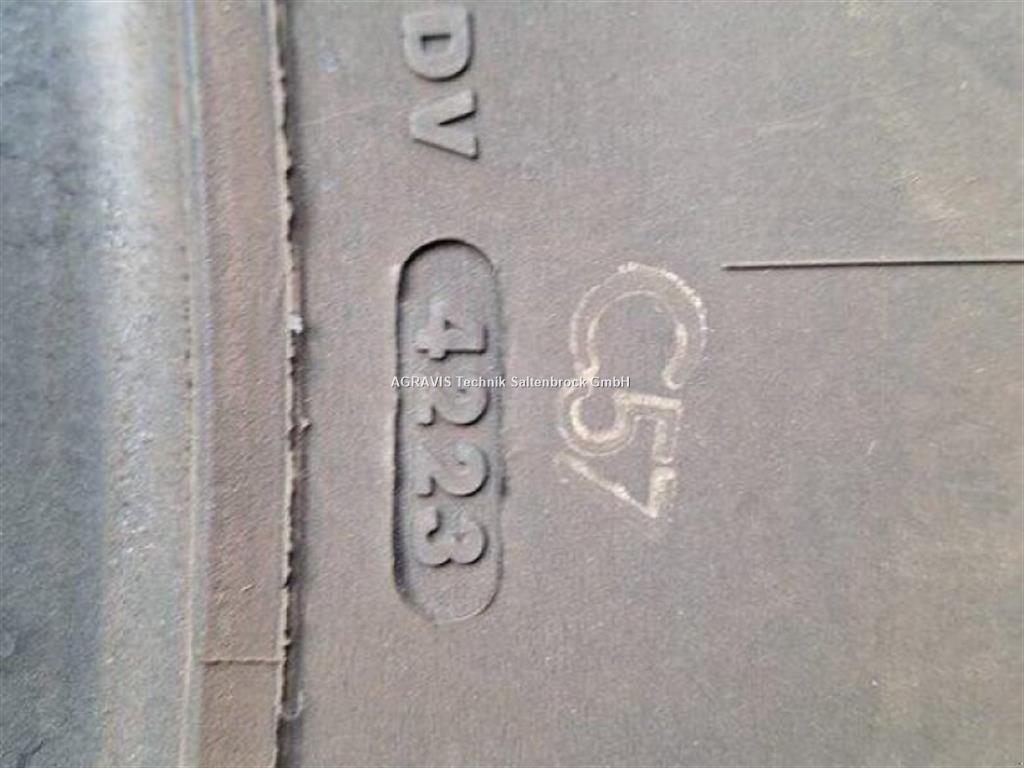 DV
4223
C57
AGRAVIS Technik Saltenbrock GmbH